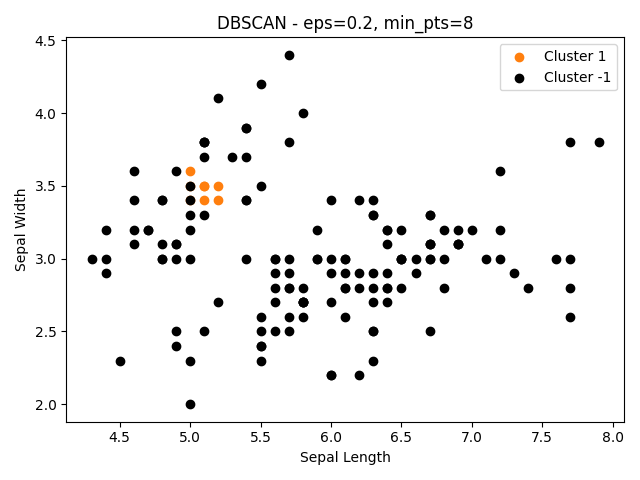 DBSCAN - eps=0.2, min_pts=8
Cluster 1
Cluster -1
4.5
4.0
3.5
3.0
2.5
2.0
Sepal Width
4.5 5.0 5.5 6.0 6.5 7.0 7.5 8.0
Sepal Length